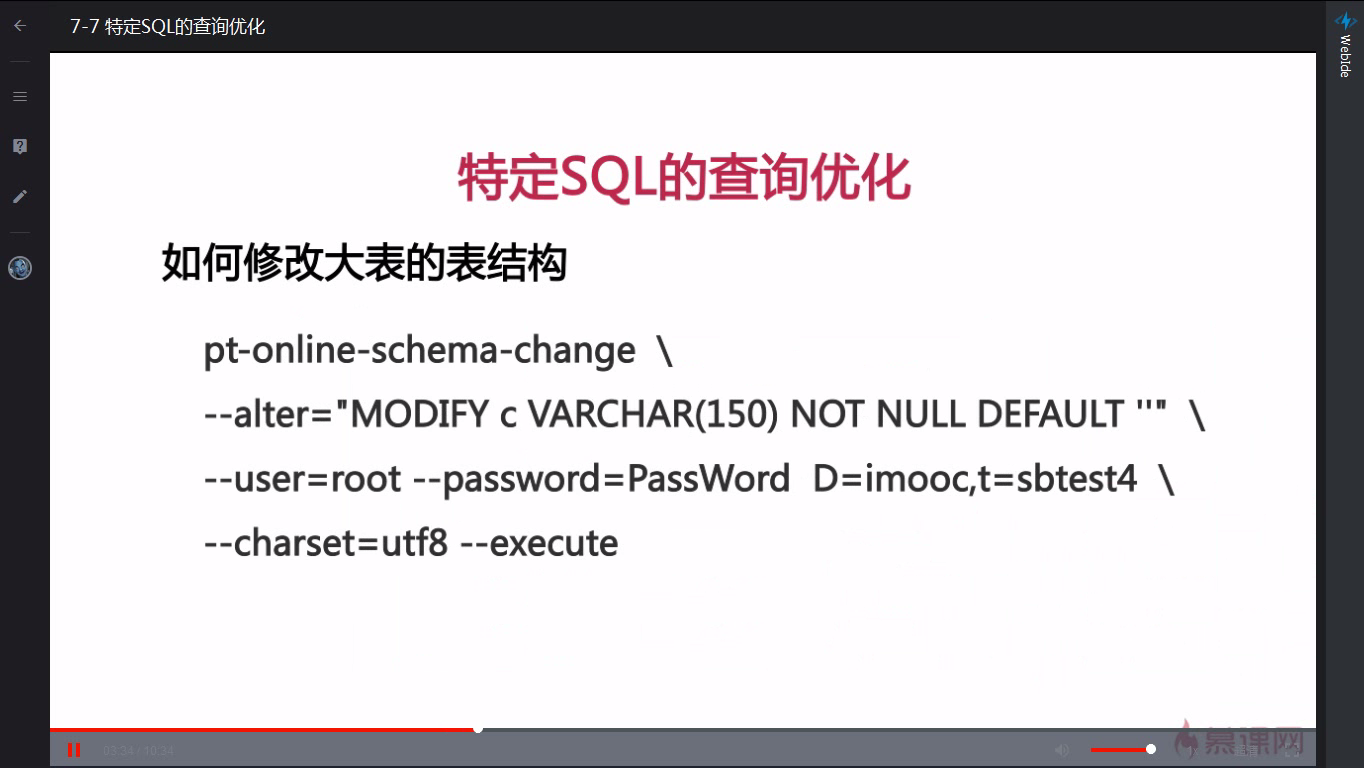 7-7 特定SQL的查询优化
WebIde
特定SQL的查询优化
如何修改大表的表结构
pt-online-schema-change \
--alter="MODIFY c VARCHAR(150) NOT NULL DEFAULT ''" \
--user=root --password=PassWord D=imooc,t=sbtest4 \
--charset=utf8 --execute
03:34 / 10:34
慕课网